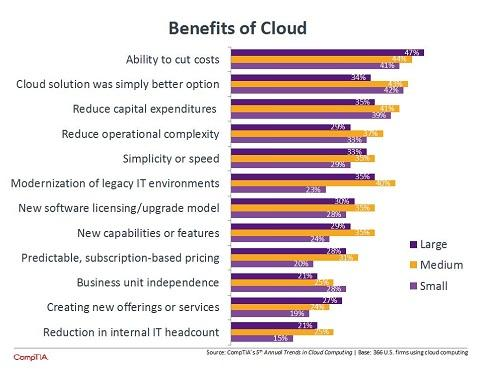 Benefits of Cloud
47%
Ability to cut costs 44%
41%
34%
Cloud solution was simply better option 43%
42%
35%
Reduce capital expenditures 41%
39%
29%
Reduce operational complexity 37%
33%
33%
Simplicity or speed 35%
29%
35%
Modernization of legacy IT environments 40%
23%
30%
New software licensing/upgrade model 35%
28%
29%
New capabilities or features 35%
24%
28%
Predictable, subscription-based pricing 31%
20%
21%
Business unit independence 25%
28%
27%
Creating new offerings or services 24%
19%
21%
Reduction in internal IT headcount 25%
15%
Large
Medium
Small
Source: CompTIA's 5th Annual Trends in Cloud Computing | Base: 366 U.S. firms using cloud computing
CompTIA